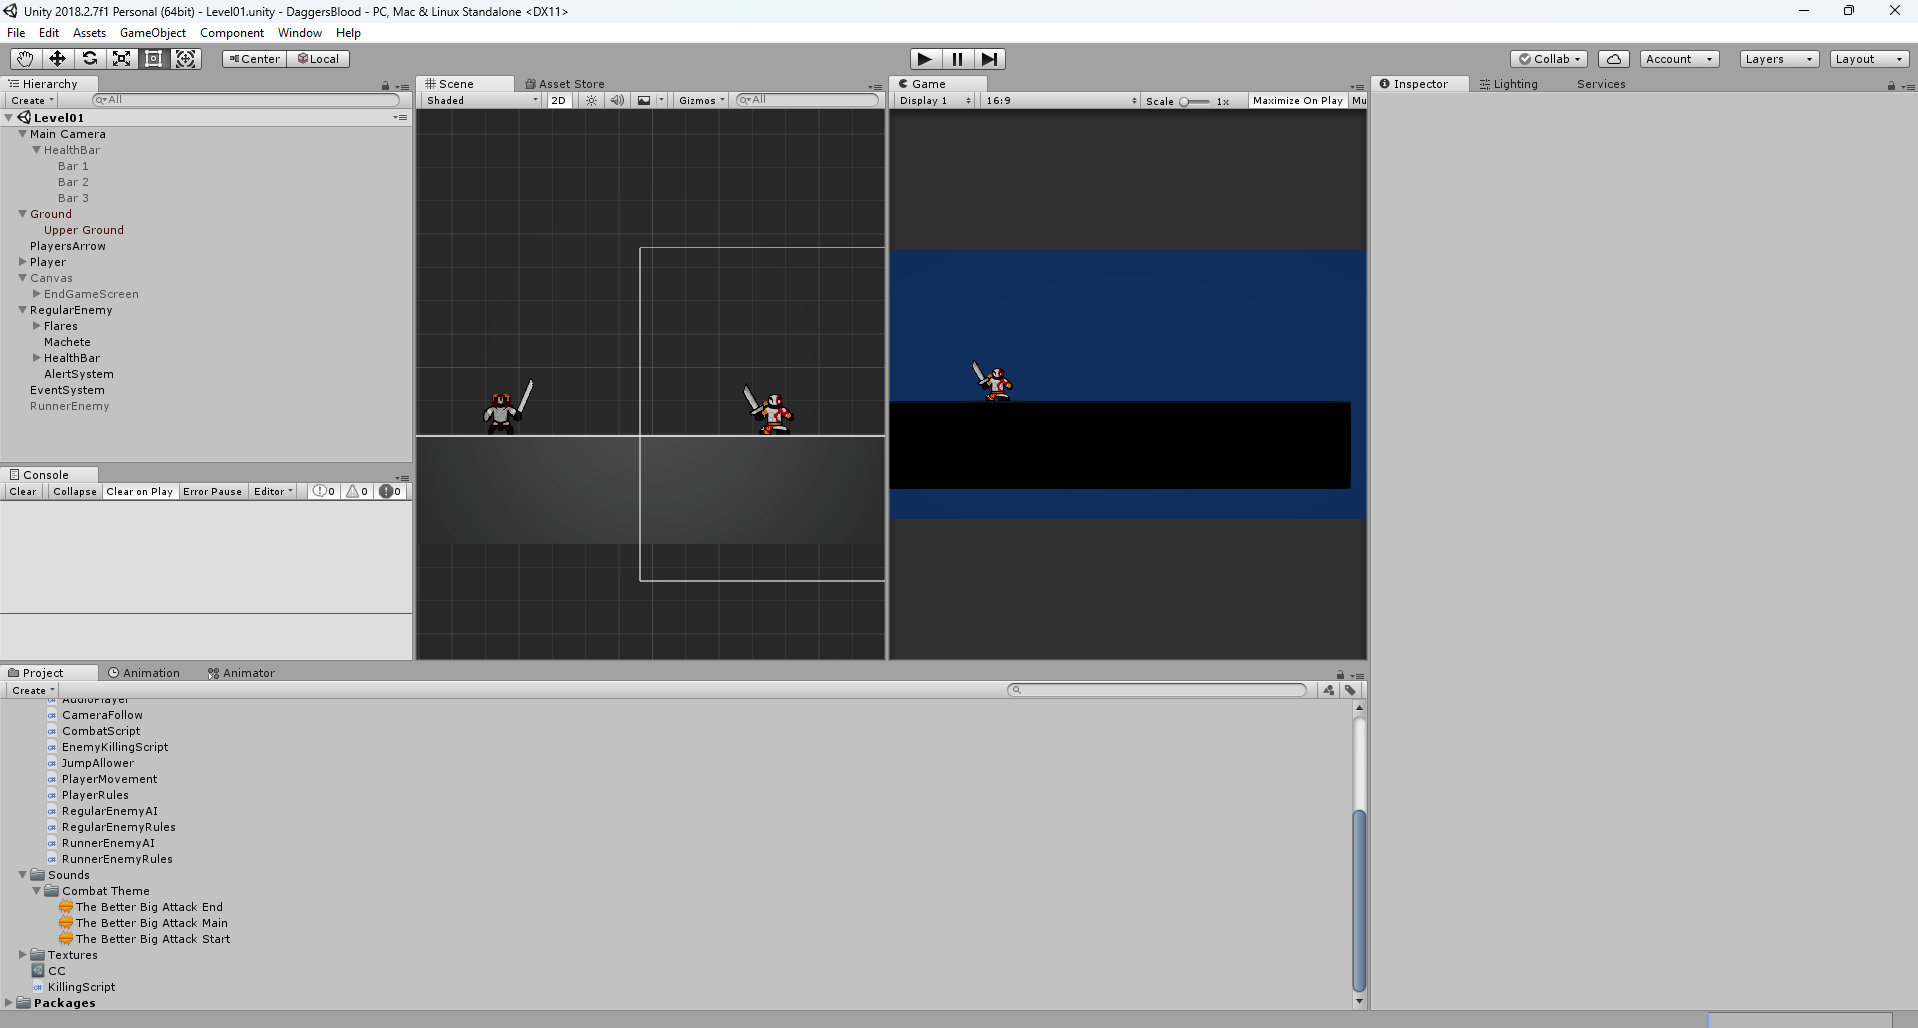 Unity 2018.2.7f1 Personal (64bit) - Level01.unity - DaggersBlood - PC, Mac & Linux Standalone <DX11>
File Edit Assets GameObject Component Window Help
Center Local Collab Account Layers Layout
Hierarchy
Create All
Level01
Main Camera
HealthBar
Bar 1
Bar 2
Bar 3
Ground
Upper Ground
PlayersArrow
Player
Canvas
EndGameScreen
RegularEnemy
Flares
Machete
HealthBar
AlertSystem
EventSystem
RunnerEnemy
Console
Clear Collapse Clear on Play Error Pause Editor 0 0 0
Scene Asset Store
Shaded 2D Gizmos All
Game
Display 1 16:9 Scale 1x Maximize On Play Mu
Inspector Lighting Services
Project Animation Animator
Create
AudioPlayer
CameraFollow
CombatScript
EnemyKillingScript
JumpAllower
PlayerMovement
PlayerRules
RegularEnemyAI
RegularEnemyRules
RunnerEnemyAI
RunnerEnemyRules
Sounds
Combat Theme
The Better Big Attack End
The Better Big Attack Main
The Better Big Attack Start
Textures
CC
KillingScript
Packages